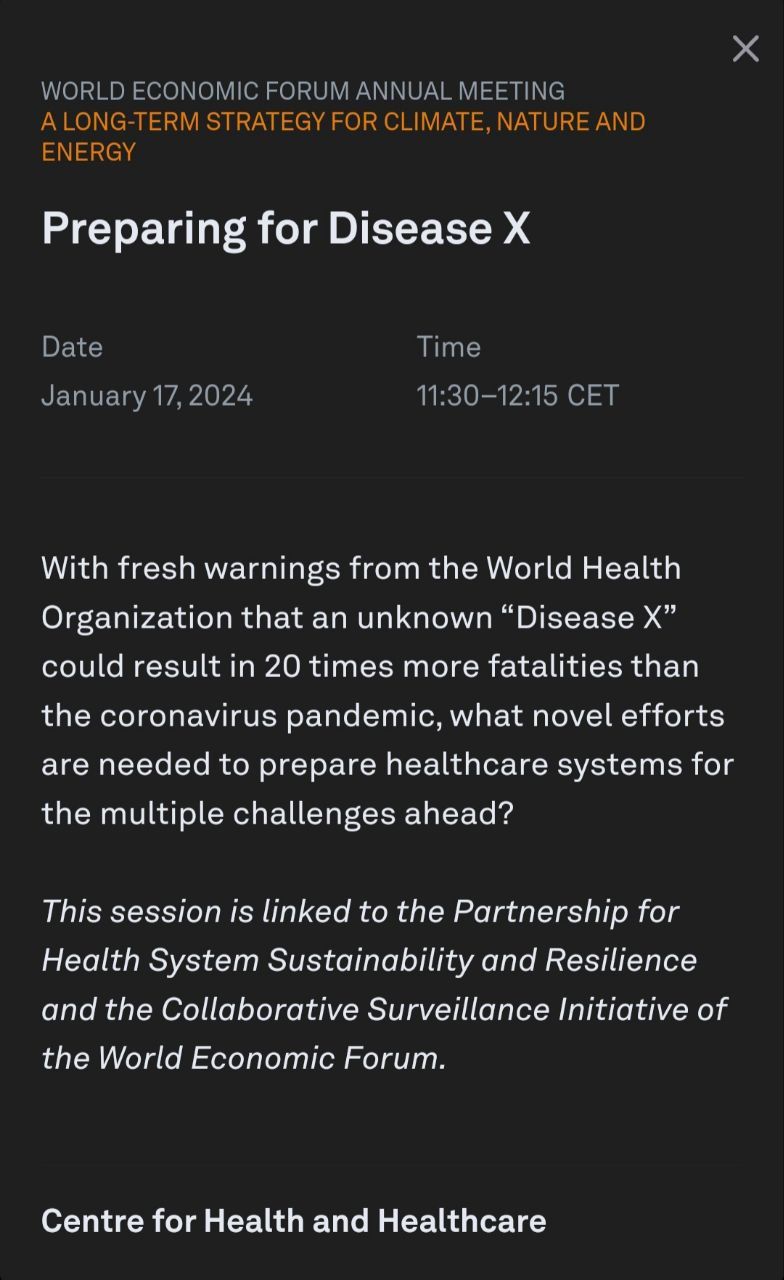 WORLD ECONOMIC FORUM ANNUAL MEETING
A LONG-TERM STRATEGY FOR CLIMATE, NATURE AND
ENERGY
Preparing for Disease X
Date
Time
January 17, 2024
11:30–12:15 CET
With fresh warnings from the World Health
Organization that an unknown “Disease X”
could result in 20 times more fatalities than
the coronavirus pandemic, what novel efforts
are needed to prepare healthcare systems for
the multiple challenges ahead?
This session is linked to the Partnership for
Health System Sustainability and Resilience
and the Collaborative Surveillance Initiative of
the World Economic Forum.
Centre for Health and Healthcare